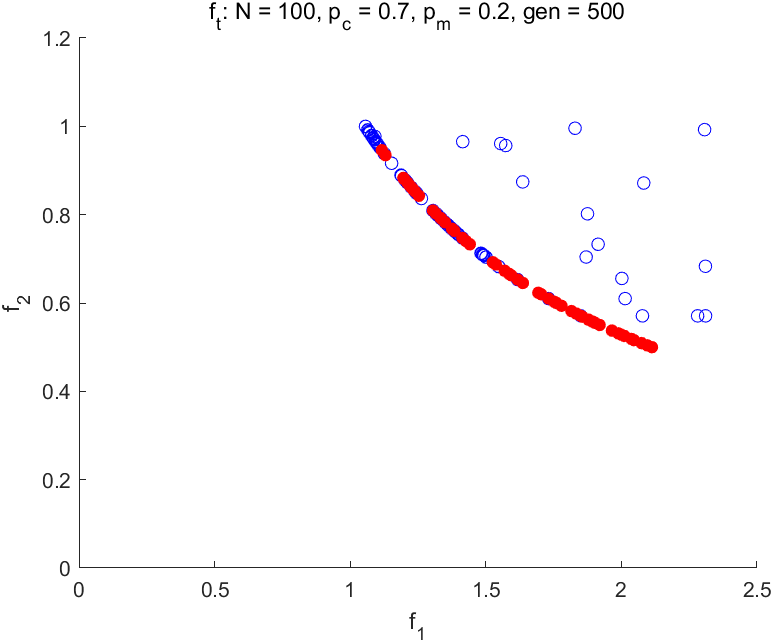 f_t: N = 100, p_c = 0.7, p_m = 0.2, gen = 500
1.2
1
0.8
0.6
0.4
0.2
0
f_2
0 0.5 1 1.5 2 2.5
f_1